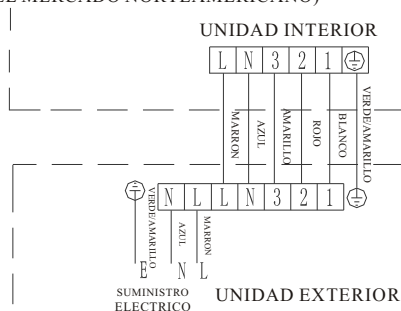 EL MERCADO NORTEAMERICANO)
UNIDAD INTERIOR
L N 3 2 1
MARRON
AZUL
AMARILLO
ROJO
BLANCO
VERDE/AMARILLO
N L L N 3 2 1
VERDE/AMARILLO
AZUL
MARRON
E N L
SUMINISTRO
ELECTRICO
UNIDAD EXTERIOR